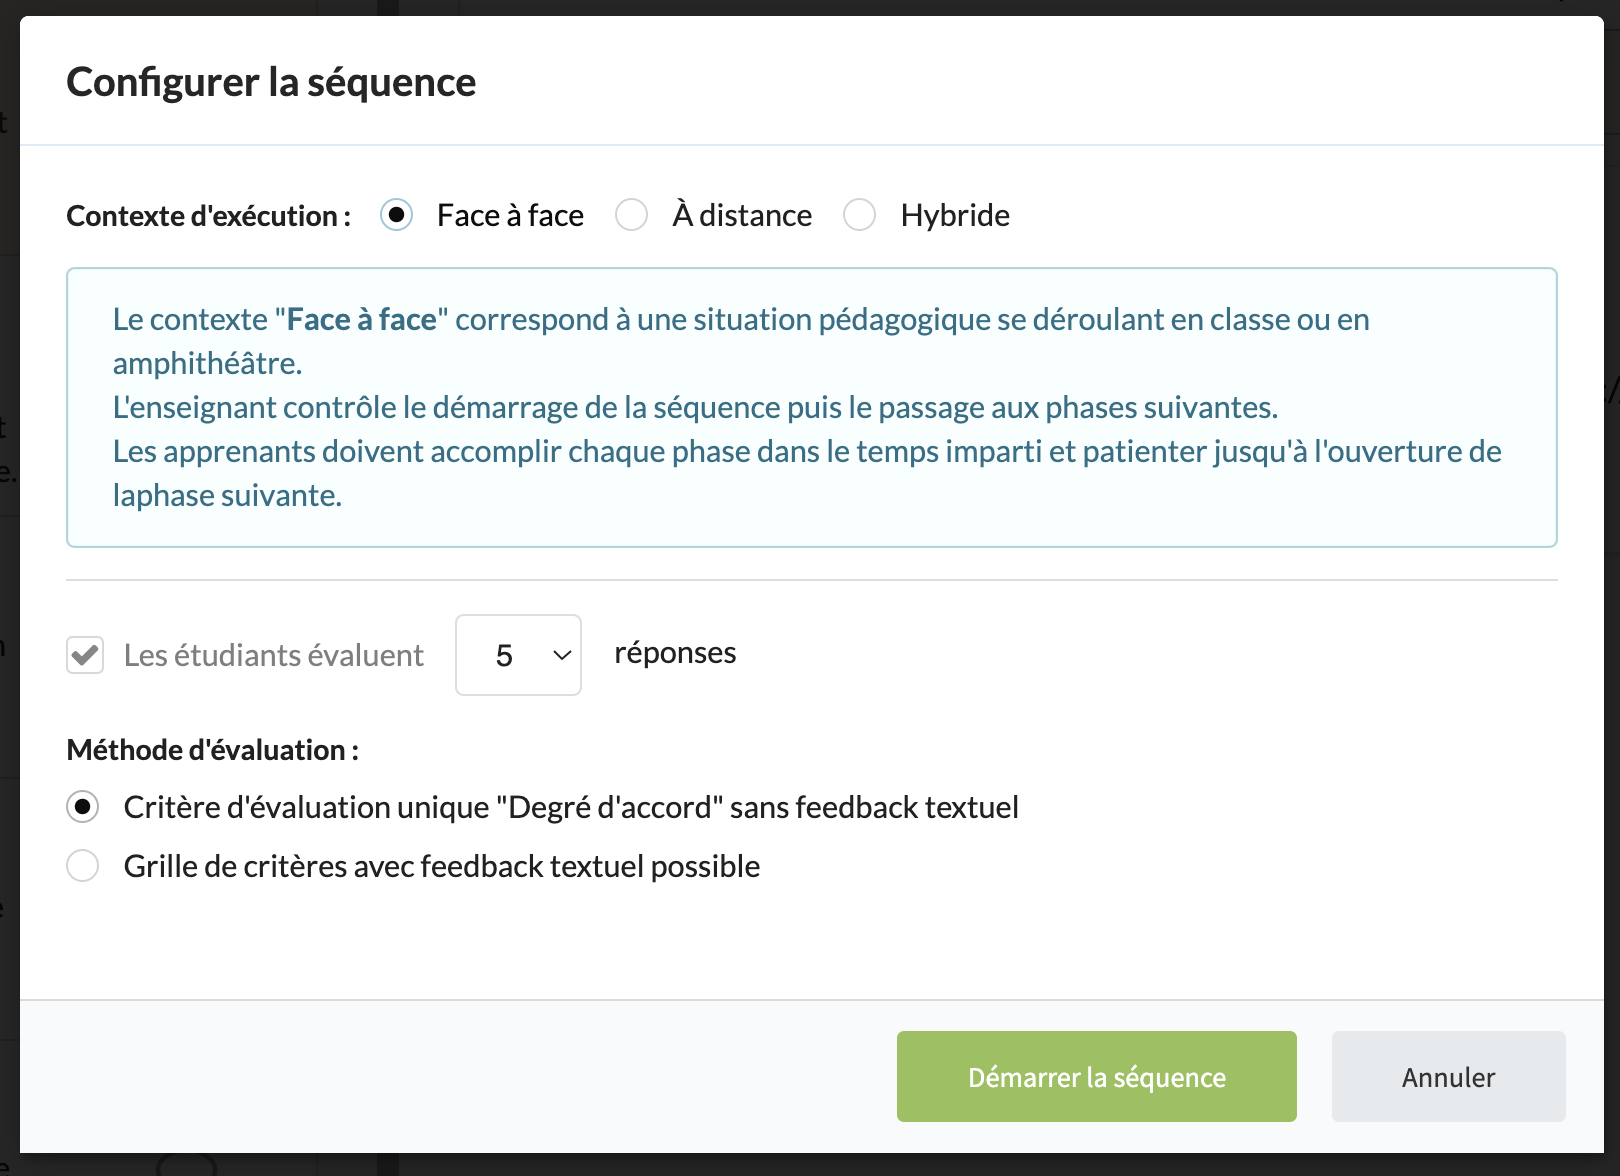 Configurer la séquence
Contexte d'exécution : Face à face À distance Hybride
Le contexte "Face à face" correspond à une situation pédagogique se déroulant en classe ou en
amphithéâtre.
L'enseignant contrôle le démarrage de la séquence puis le passage aux phases suivantes.
Les apprenants doivent accomplir chaque phase dans le temps imparti et patienter jusqu'à l'ouverture de
laphase suivante.
Les étudiants évaluent 5 réponses
Méthode d'évaluation :
Critère d'évaluation unique "Degré d'accord" sans feedback textuel
Grille de critères avec feedback textuel possible
Démarrer la séquence Annuler